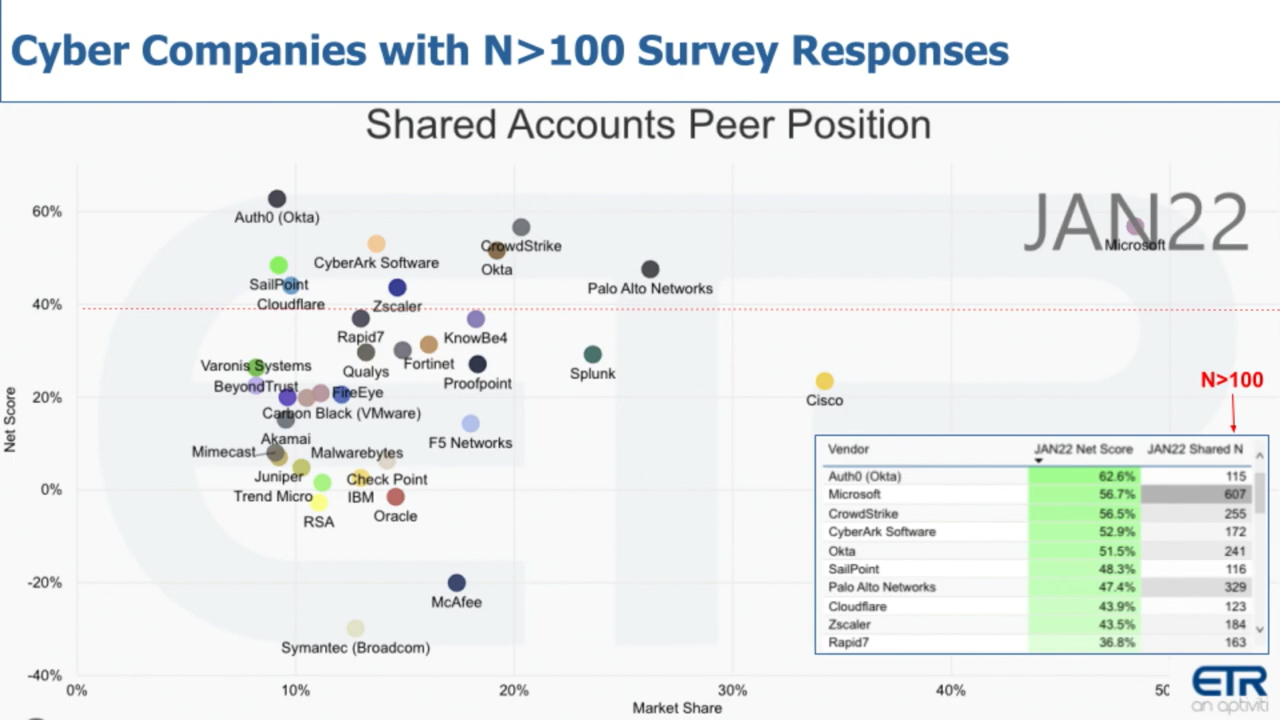 Cyber Companies with N>100 Survey Responses
Shared Accounts Peer Position
JAN22
60%
40%
20%
0%
-20%
-40%
Net Score
Auth0 (Okta)
CrowdStrike
Microsoft
CyberArk Software
Okta
SailPoint
Palo Alto Networks
Cloudflare
Zscaler
Rapid7
KnowBe4
Varonis Systems
Qualys
Fortinet
Splunk
BeyondTrust
FireEye
Proofpoint
Cisco
Carbon Black (VMware)
Akamai
F5 Networks
Mimecast
Malwarebytes
Juniper
Check Point
Trend Micro
IBM
RSA
Oracle
McAfee
Symantec (Broadcom)
N>100
Vendor JAN22 Net Score JAN22 Shared N
Auth0 (Okta) 62.6% 115
Microsoft 56.7% 607
CrowdStrike 56.5% 255
CyberArk Software 52.9% 172
Okta 51.5% 241
SailPoint 48.3% 116
Palo Alto Networks 47.4% 329
Cloudflare 43.9% 123
Zscaler 43.5% 184
Rapid7 36.8% 163
0% 10% 20% 30% 40% 50
Market Share
ETR
an aptiviti